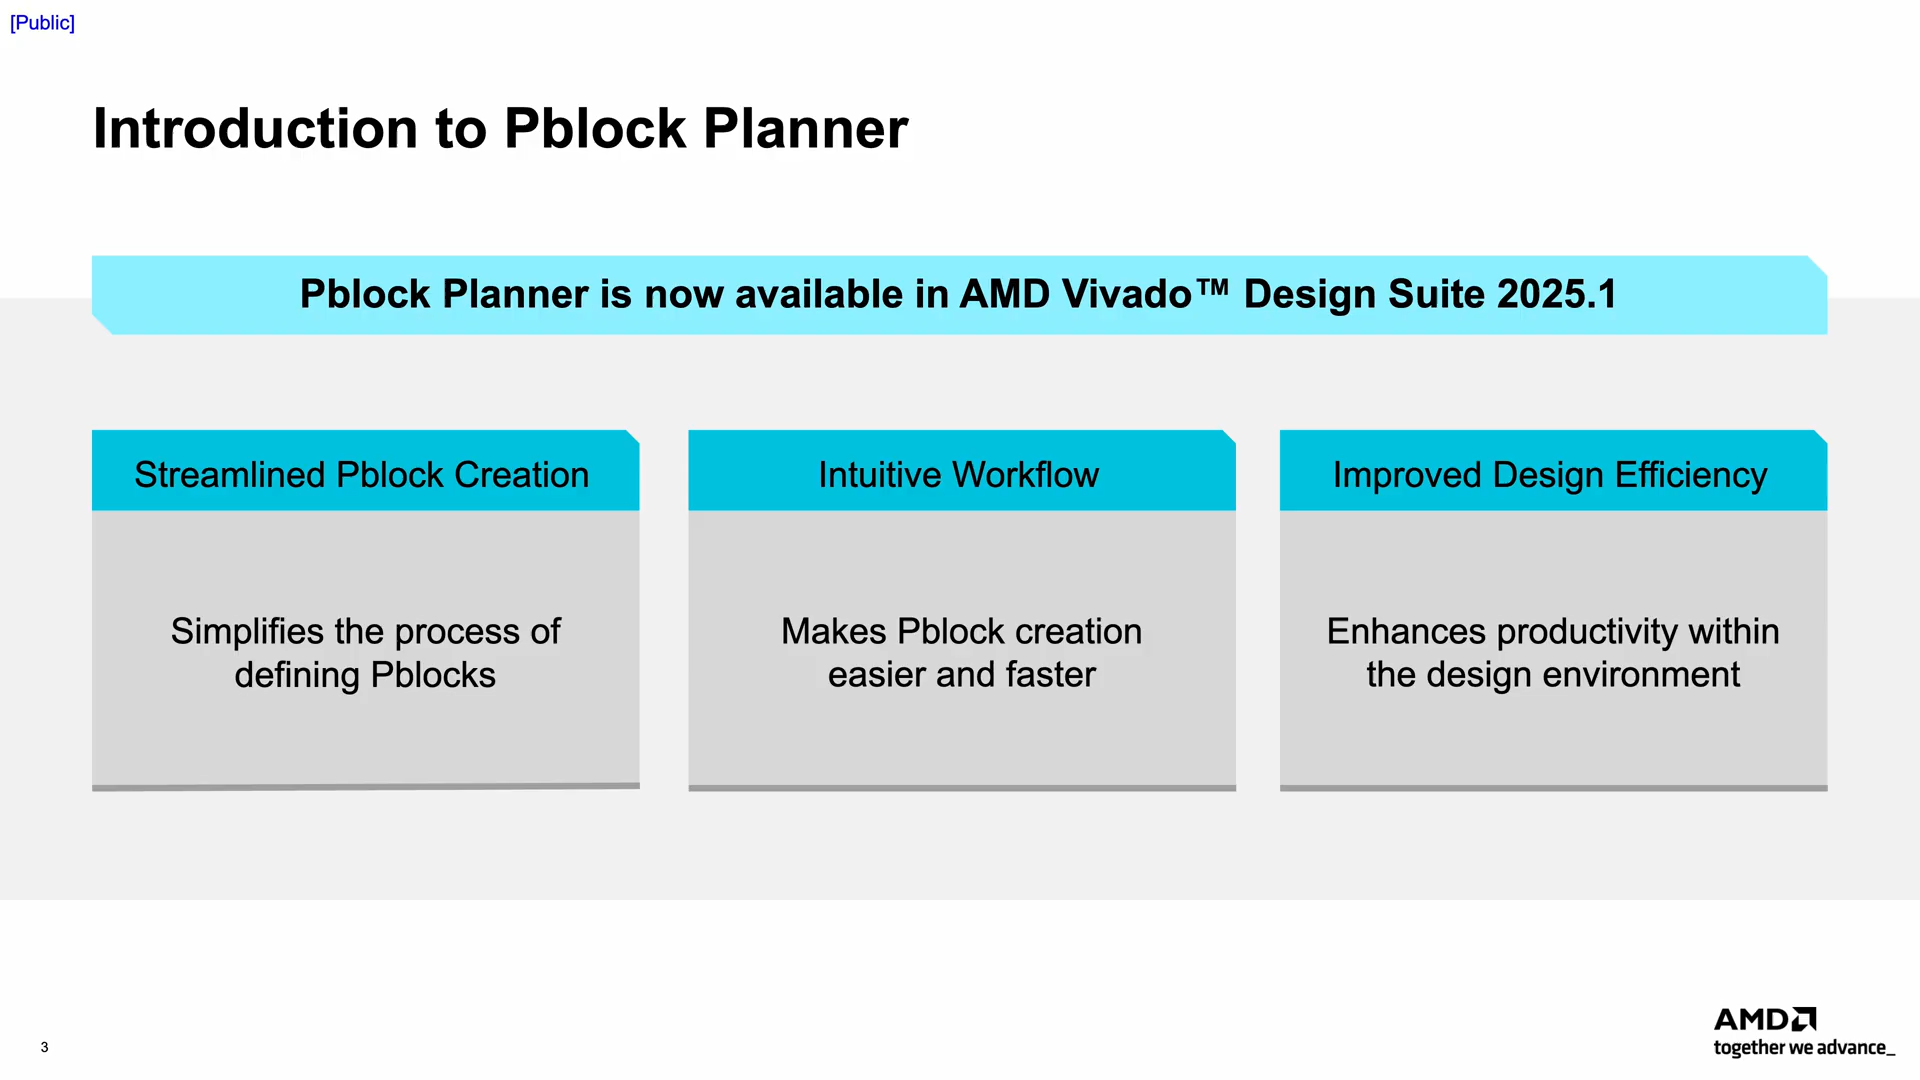 [Public]
Introduction to Pblock Planner
Pblock Planner is now available in AMD Vivado™ Design Suite 2025.1
Streamlined Pblock Creation
Simplifies the process of
defining Pblocks
Intuitive Workflow
Makes Pblock creation
easier and faster
Improved Design Efficiency
Enhances productivity within
the design environment
3
AMD
together we advance_